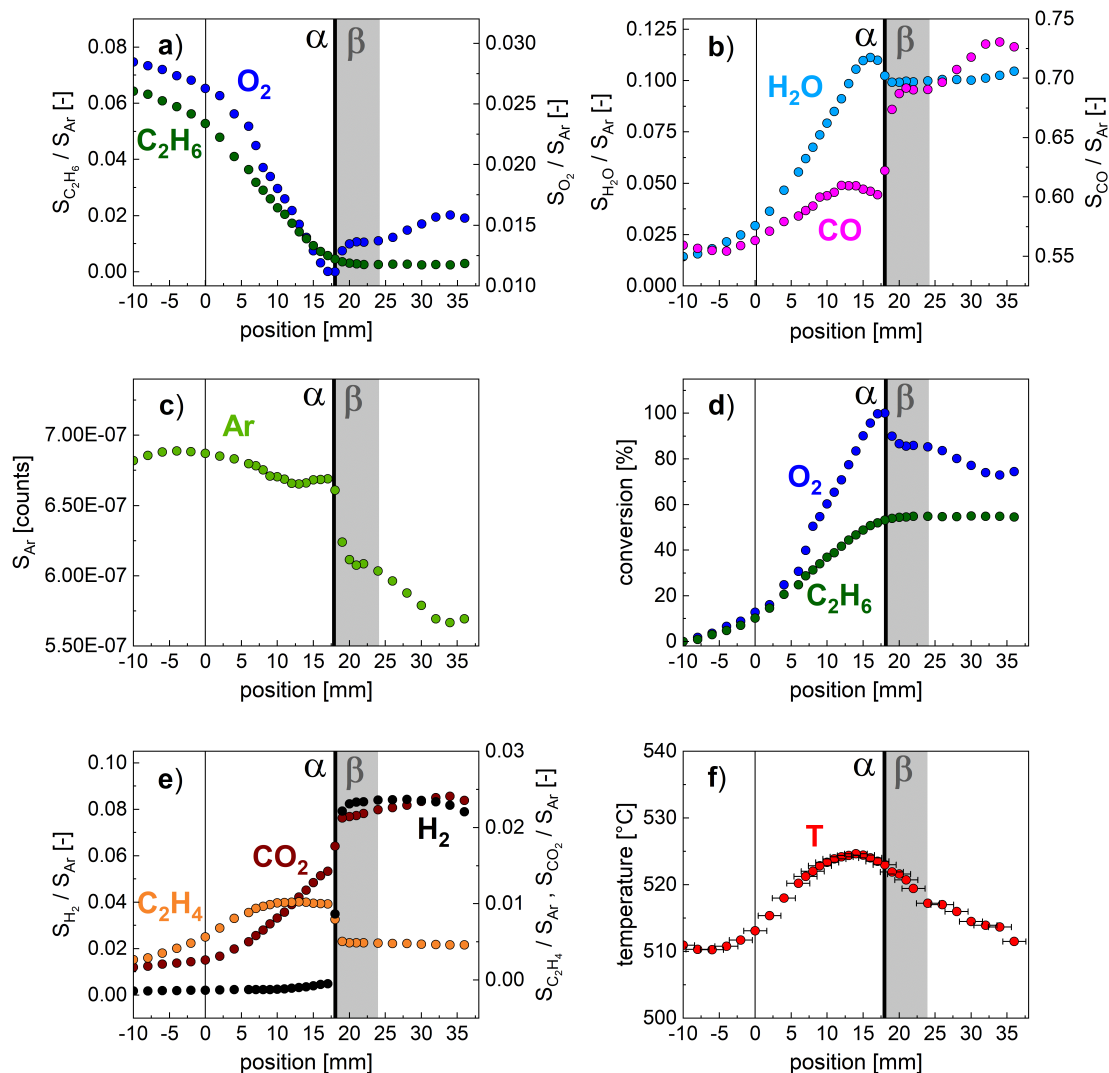 a)
α
β
O2
C2H6
0.08
0.06
0.04
0.02
0.00
0.030
0.025
0.020
0.015
0.010
SC2H6 / SAr [-]
SO2 / SAr [-]
-10 -5 0 5 10 15 20 25 30 35
position [mm]
b)
α
β
H2O
CO
0.125
0.100
0.125
0.050
0.025
0.000
0.75
0.70
0.65
0.60
0.55
SH2O / SAr [-]
SCO / SAr [-]
-10 -5 0 5 10 15 20 25 30 35
position [mm]
c)
α
β
Ar
7.00E-07
6.50E-07
6.00E-07
5.50E-07
SAr [counts]
-10 -5 0 5 10 15 20 25 30 35
position [mm]
d)
α
β
O2
C2H6
100
80
60
40
20
0
conversion [%]
-10 -5 0 5 10 15 20 25 30 35
position [mm]
e)
α
β
CO2
H2
C2H4
0.10
0.08
0.06
0.04
0.02
0.00
0.03
0.02
0.01
0.00
SH2 / SAr [-]
SC2H4 / SAr , SCO2 / SAr [-]
-10 -5 0 5 10 15 20 25 30 35
position [mm]
f)
α
β
T
540
530
520
510
500
temperature [°C]
-10 -5 0 5 10 15 20 25 30 35
position [mm]